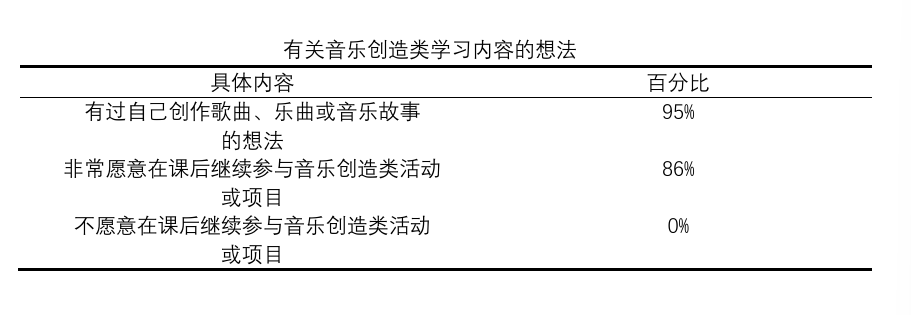 有关音乐创造类学习内容的想法
具体内容 百分比
有过自己创作歌曲、乐曲或音乐故事 95%
的想法
非常愿意在课后继续参与音乐创造类活动 86%
或项目
不愿意在课后继续参与音乐创造类活动 0%
或项目